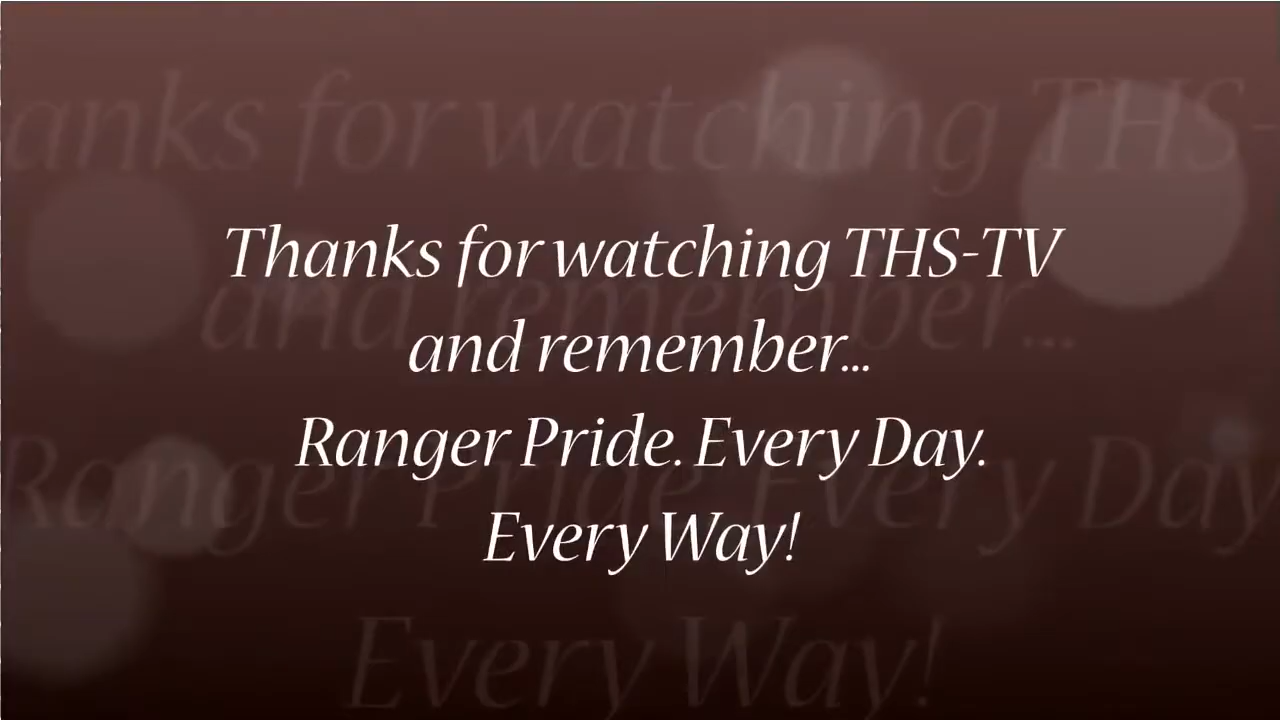 Thanks for watching THS-TV
and remember...
Ranger Pride. Every Day.
Every Way!